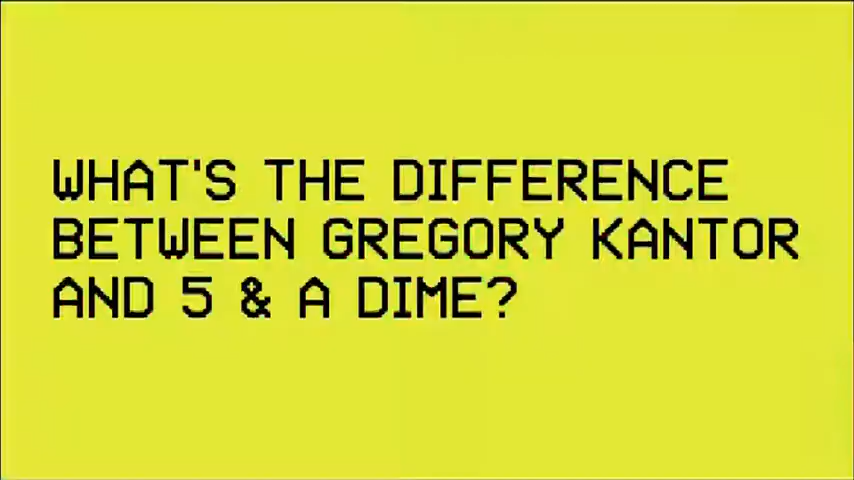 WHAT'S THE DIFFERENCE
BETWEEN GREGORY KANTOR
AND 5 & A DIME?